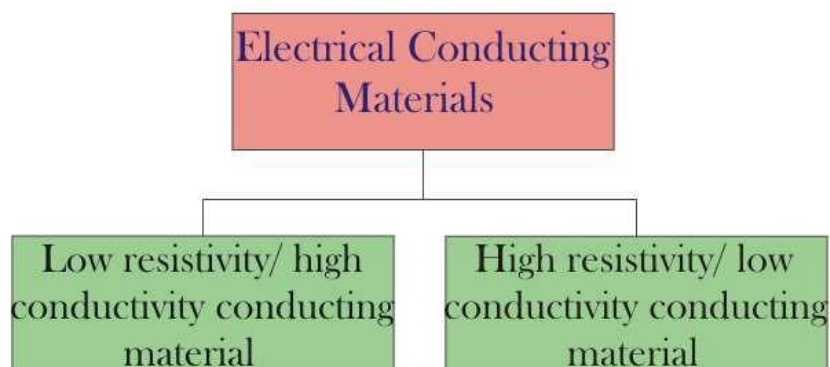 Electrical Conducting
Materials
Low resistivity/ high
conductivity conducting
material
High resistivity/ low
conductivity conducting
material